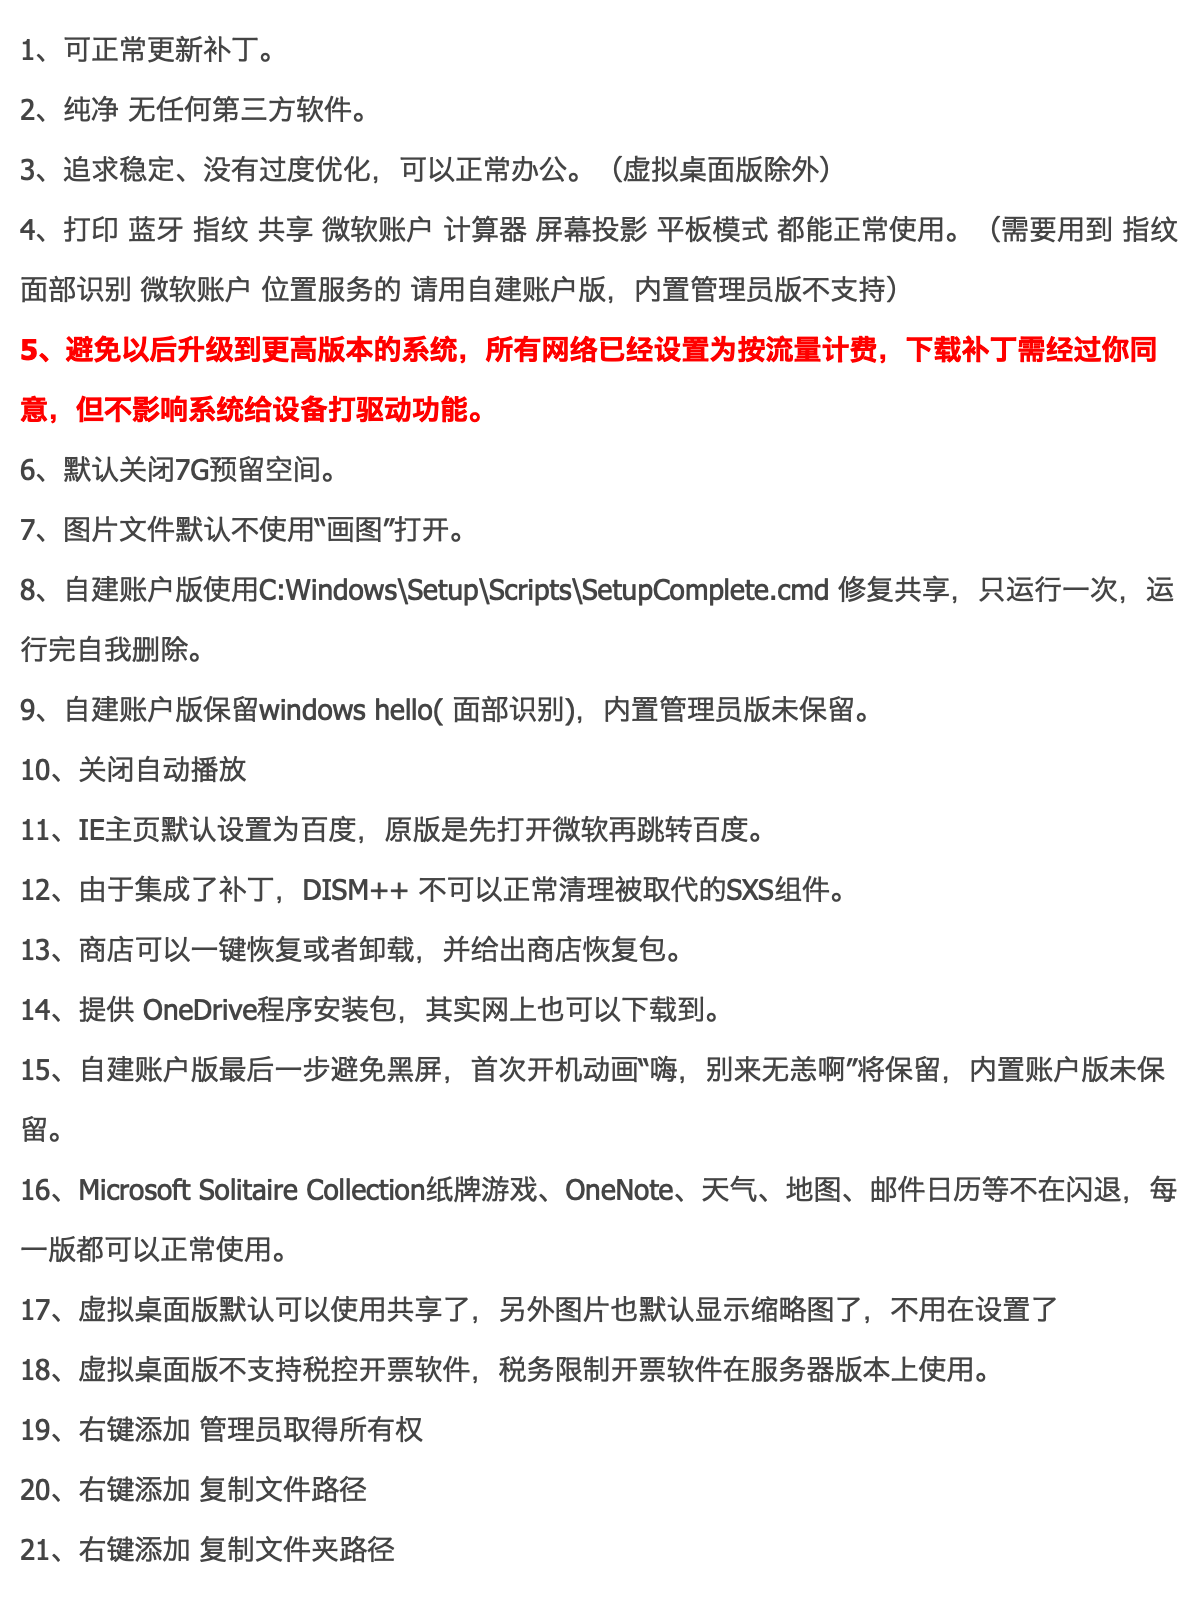 1、可正常更新补丁。
2、纯净 无任何第三方软件。
3、追求稳定、没有过度优化，可以正常办公。（虚拟桌面版除外）
4、打印 蓝牙 指纹 共享 微软账户 计算器 屏幕投影 平板模式 都能正常使用。（需要用到 指纹
面部识别 微软账户 位置服务的 请用自建账户版，内置管理员版不支持）
5、避免以后升级到更高版本的系统，所有网络已经设置为按流量计费，下载补丁需经过你同
意，但不影响系统给设备打驱动功能。
6、默认关闭7G预留空间。
7、图片文件默认不使用“画图”打开。
8、自建账户版使用C:Windows\Setup\Scripts\SetupComplete.cmd 修复共享，只运行一次，运
行完自我删除。
9、自建账户版保留windows hello( 面部识别)，内置管理员版未保留。
10、关闭自动播放
11、IE主页默认设置为百度，原版是先打开微软再跳转百度。
12、由于集成了补丁，DISM++ 不可以正常清理被取代的SXS组件。
13、商店可以一键恢复或者卸载，并给出商店恢复包。
14、提供 OneDrive程序安装包，其实网上也可以下载到。
15、自建账户版最后一步避免黑屏，首次开机动画“嗨，别来无恙啊”将保留，内置账户版未保
留。
16、Microsoft Solitaire Collection纸牌游戏、OneNote、天气、地图、邮件日历等不在闪退，每
一版都可以正常使用。
17、虚拟桌面版默认可以使用共享了，另外图片也默认显示缩略图了，不用在设置了
18、虚拟桌面版不支持税控开票软件，税务限制开票软件在服务器版本上使用。
19、右键添加 管理员取得所有权
20、右键添加 复制文件路径
21、右键添加 复制文件夹路径